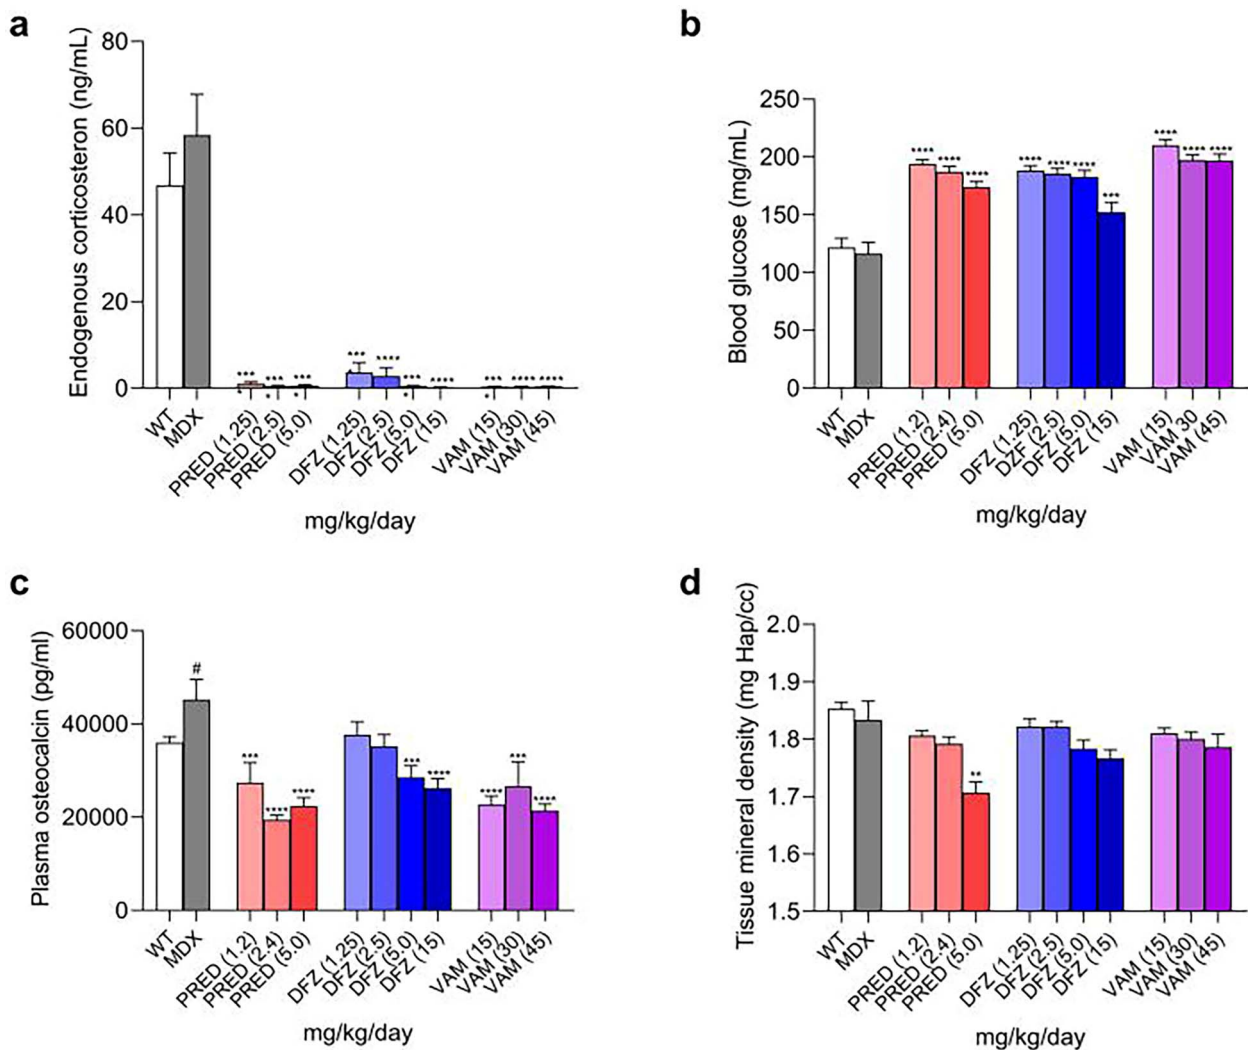 a
Endogenous corticosteron (ng/mL)
80
60
40
20
0
*** *** *** *** **** *** **** *** **** ****
* * * * *
WT MDX PRED (1.25) PRED (2.5) PRED (5.0) DFZ (1.25) DFZ (2.5) DFZ (5.0) DFZ (15) VAM (15) VAM (30) VAM (45)
mg/kg/day
b
Blood glucose (mg/mL)
250
200
150
100
50
0
**** **** **** **** **** **** *** **** **** ****
WT MDX PRED (1.2) PRED (2.4) PRED (5.0) DFZ (1.25) DZF (2.5) DFZ (5.0) DFZ (15) VAM (15) VAM 30 VAM (45)
mg/kg/day
c
Plasma osteocalcin (pg/ml)
60000
40000
20000
0
# *** **** **** *** **** **** *** ****
WT MDX PRED (1.2) PRED (2.4) PRED (5.0) DFZ (1.25) DFZ (2.5) DFZ (5.0) DFZ (15) VAM (15) VAM (30) VAM (45)
mg/kg/day
d
Tissue mineral density (mg Hap/cc)
2.0
1.9
1.8
1.7
1.6
1.5
**
WT MDX PRED (1.2) PRED (2.4) PRED (5.0) DFZ (1.25) DFZ (2.5) DFZ (5.0) DFZ (15) VAM (15) VAM (30) VAM (45)
mg/kg/day